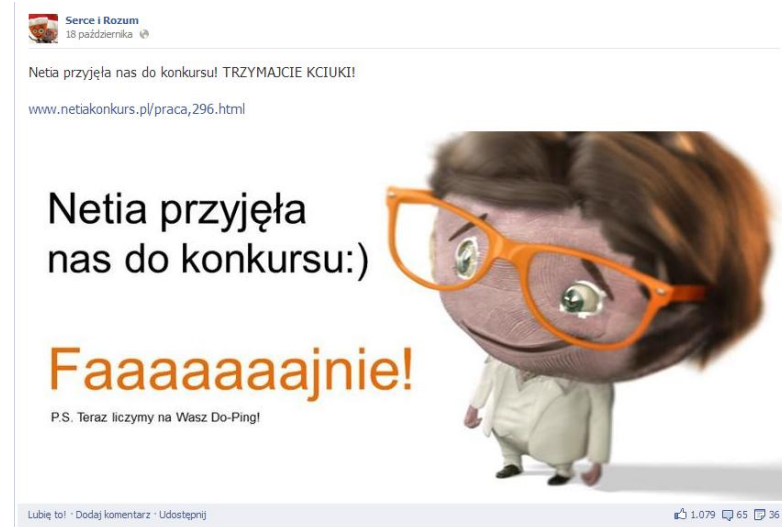 Serce i Rozum
18 października
Netia przyjęła nas do konkursu! TRZYMAJCIE KCIUKI!
www.netiakonkurs.pl/praca,296.html
Netia przyjęła
nas do konkursu:)
Faaaaaaajnie!
P.S. Teraz liczymy na Wasz Do-Ping!
Lubię to! · Dodaj komentarz · Udostępnij 1.079 65 36